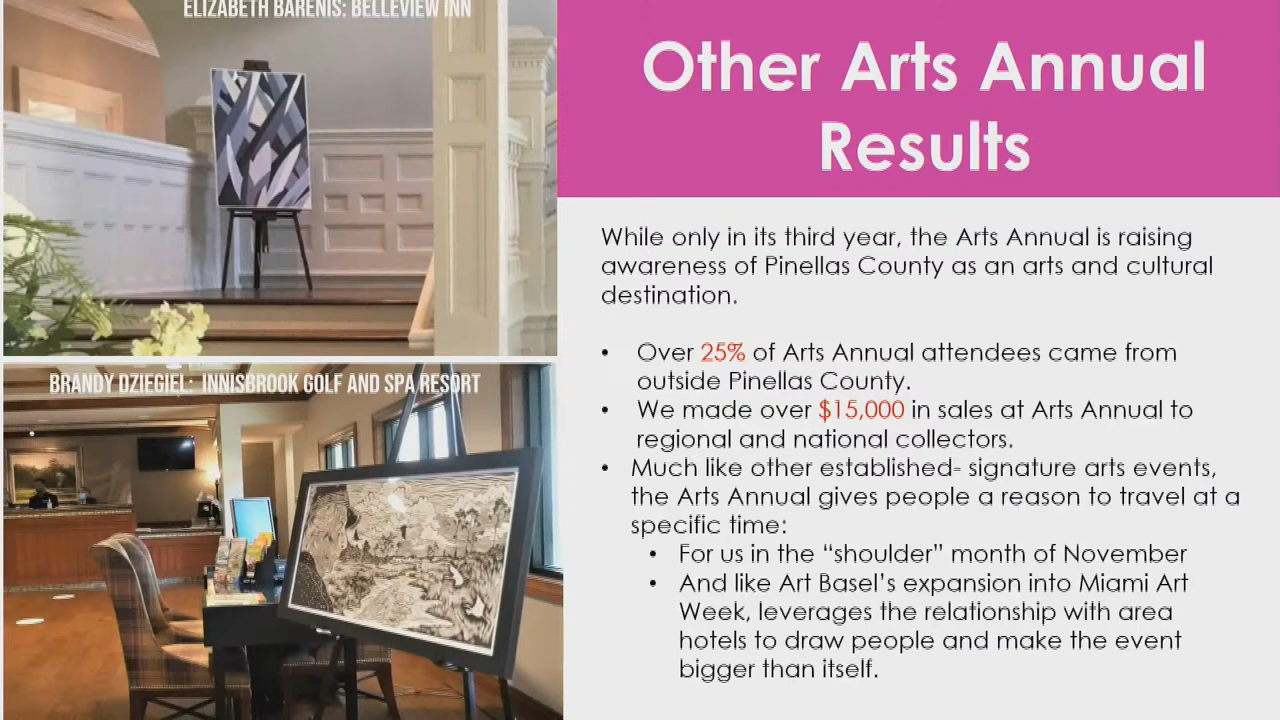 ELIZABETH BARENIS: BELLEVIEW INN
BRANDY DZIEGIEL: INNISBROOK GOLF AND SPA RESORT
Other Arts Annual
Results
While only in its third year, the Arts Annual is raising
awareness of Pinellas County as an arts and cultural
destination.
• Over 25% of Arts Annual attendees came from
outside Pinellas County.
• We made over $15,000 in sales at Arts Annual to
regional and national collectors.
• Much like other established- signature arts events,
the Arts Annual gives people a reason to travel at a
specific time:
• For us in the “shoulder” month of November
• And like Art Basel’s expansion into Miami Art
Week, leverages the relationship with area
hotels to draw people and make the event
bigger than itself.